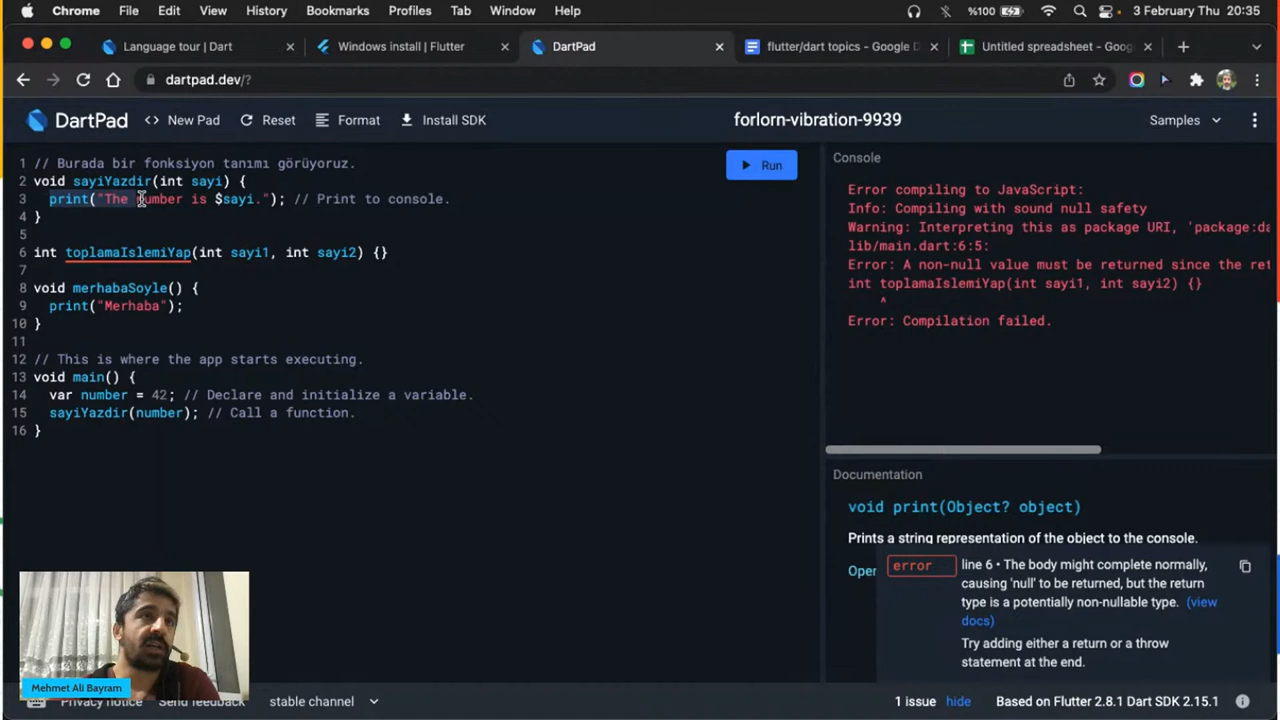 Chrome File Edit View History Bookmarks Profiles Tab Window Help %100 3 February Thu 20:35
Language tour | Dart
Windows install | Flutter
DartPad
flutter/dart topics - Google D
Untitled spreadsheet - Goog
dartpad.dev/?
DartPad <> New Pad Reset Format Install SDK forlorn-vibration-9939 Samples
1 // Burada bir fonksiyon tanımı görüyoruz.
2 void sayiYazdir(int sayi) {
3 print("The number is $sayi."); // Print to console.
4 }
5
6 int toplamaIslemiYap(int sayi1, int sayi2) {}
7
8 void merhabaSoyle() {
9 print("Merhaba");
10 }
11
12 // This is where the app starts executing.
13 void main() {
14 var number = 42; // Declare and initialize a variable.
15 sayiYazdir(number); // Call a function.
16 }
Run
Console
Error compiling to JavaScript:
Info: Compiling with sound null safety
Warning: Interpreting this as package URI, 'package:da
lib/main.dart:6:5:
Error: A non-null value must be returned since the ret
int toplamaIslemiYap(int sayi1, int sayi2) {}
^
Error: Compilation failed.
Documentation
void print(Object? object)
Prints a string representation of the object to the console.
Open
error line 6 • The body might complete normally,
causing 'null' to be returned, but the return
type is a potentially non-nullable type. (view
docs)
Try adding either a return or a throw
statement at the end.
Mehmet Ali Bayram
Privacy notice Send feedback stable channel 1 issue hide Based on Flutter 2.8.1 Dart SDK 2.15.1